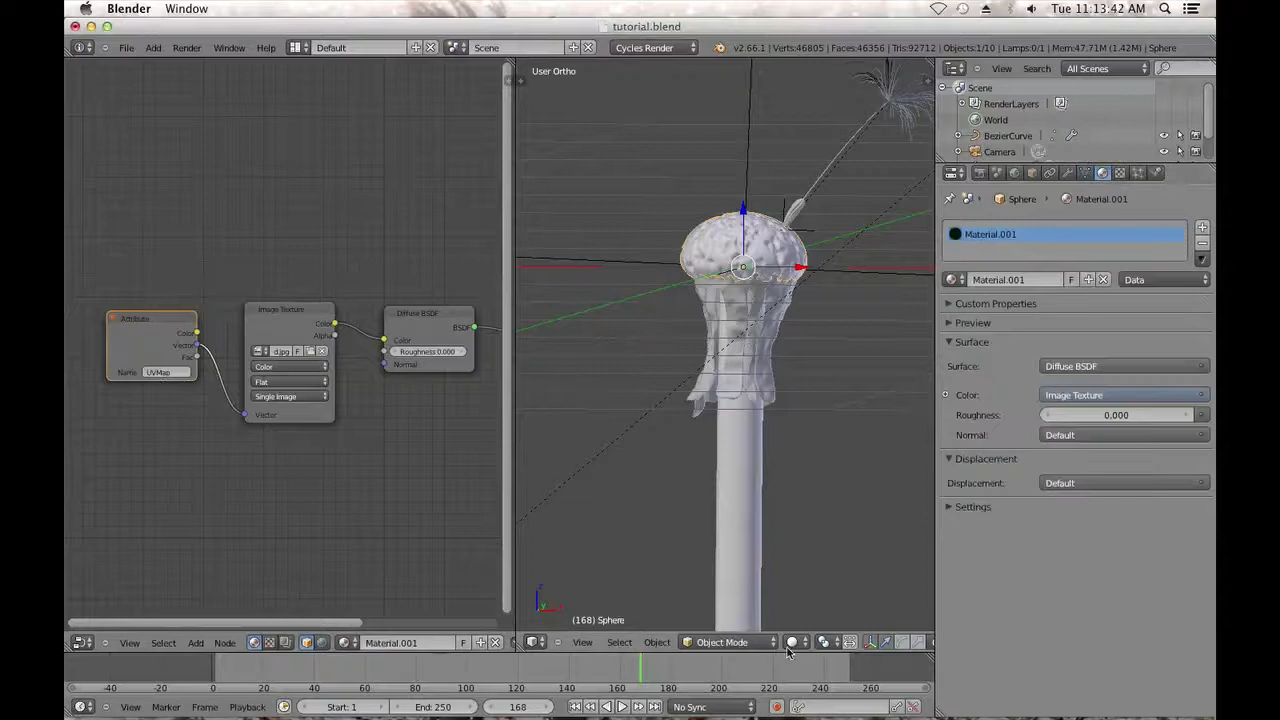 Blender Window Tue 11:13:42 AM
tutorial.blend
File Add Render Window Help Default Scene Cycles Render v2.66.1 | Verts:46805 | Faces:46356 | Tris:92712 | Objects:1/10 | Lamps:0/1 | Mem:47.71M (1.42M) | Sphere
View Search All Scenes
User Ortho
Scene
RenderLayers
World
BezierCurve
Camera
Sphere Material.001
Material.001
Material.001 F Data
Custom Properties
Preview
Surface
Surface: Diffuse BSDF
Color: Image Texture
Roughness: 0.000
Normal: Default
Displacement
Displacement: Default
Settings
Attribute
Color
Vector
Fac
Name UVMap
Image Texture
Color
Alpha
d.jpg F
Color
Flat
Single Image
Vector
Diffuse BSDF
BSDF
Color
Roughness 0.000
Normal
z
y
(168) Sphere
View Select Add Node Material.001 F
View Select Object Object Mode
-40 -20 0 20 40 60 80 100 120 140 160 180 200 220 240 260
View Marker Frame Playback Start: 1 End: 250 168 No Sync